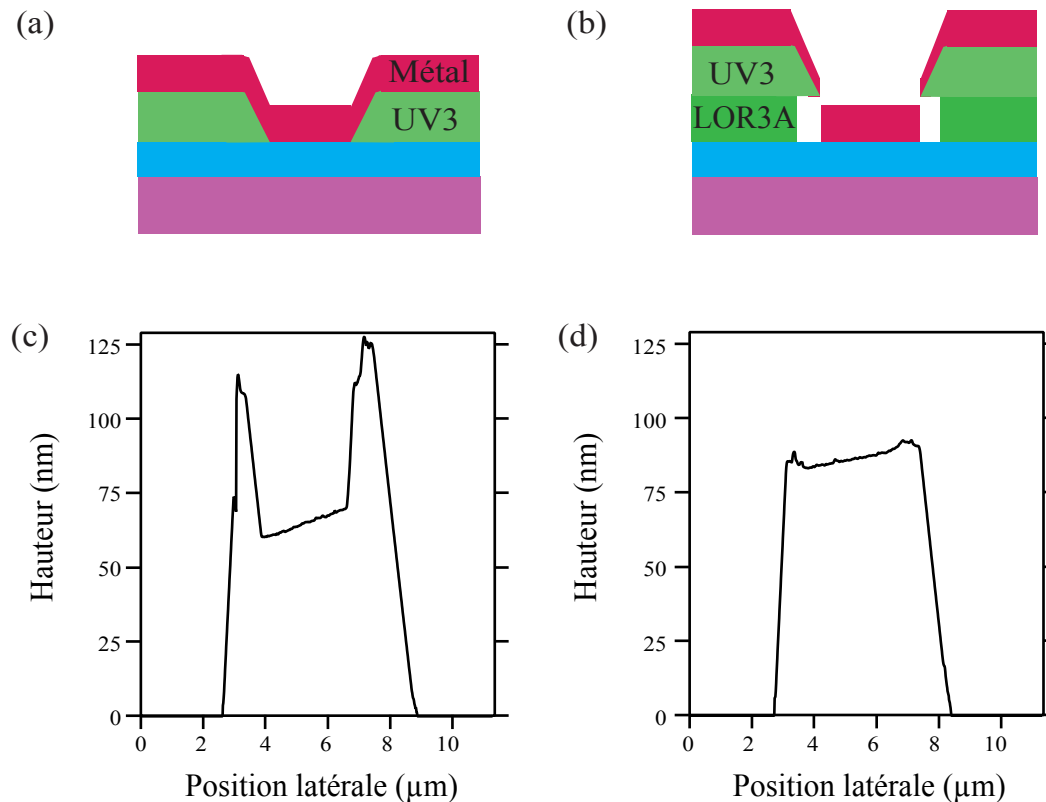 (a)
(b)
Métal
UV3
UV3
LOR3A
(c)
125
100
75
50
25
0
Hauteur (nm)
0 2 4 6 8 10
Position latérale (µm)
(d)
125
100
75
50
25
0
Hauteur (nm)
0 2 4 6 8 10
Position latérale (µm)